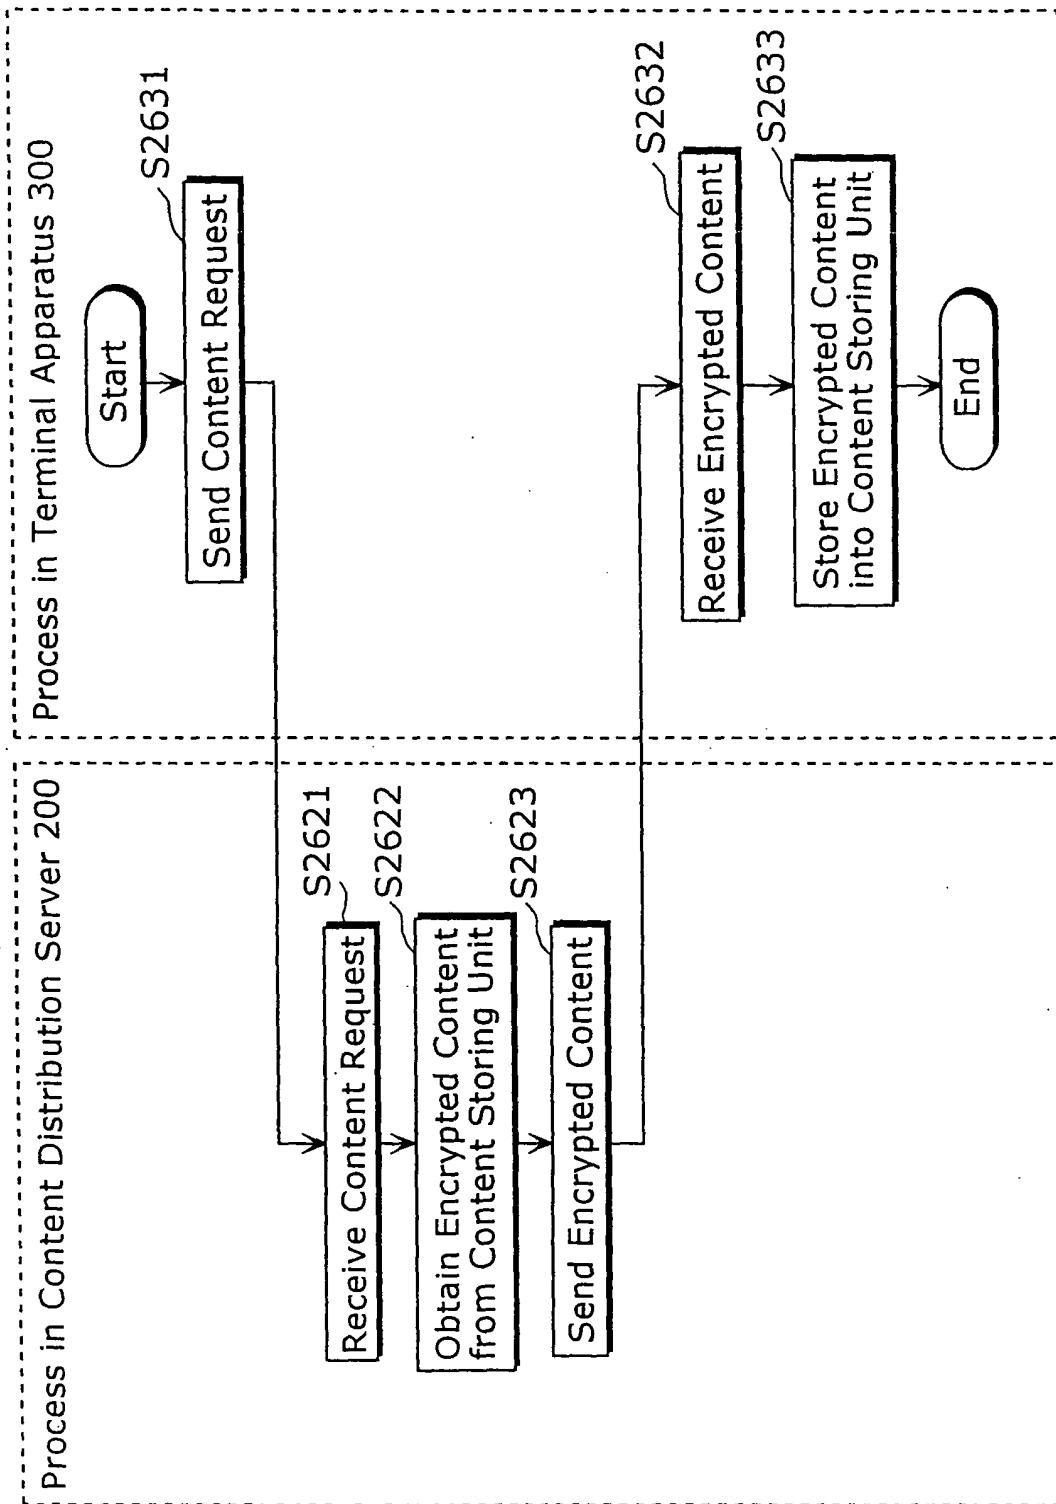 Process in Content Distribution Server 200
Process in Terminal Apparatus 300
Start
S2631
Send Content Request
S2621
Receive Content Request
S2622
Obtain Encrypted Content
from Content Storing Unit
S2623
Send Encrypted Content
S2632
Receive Encrypted Content
S2633
Store Encrypted Content
into Content Storing Unit
End